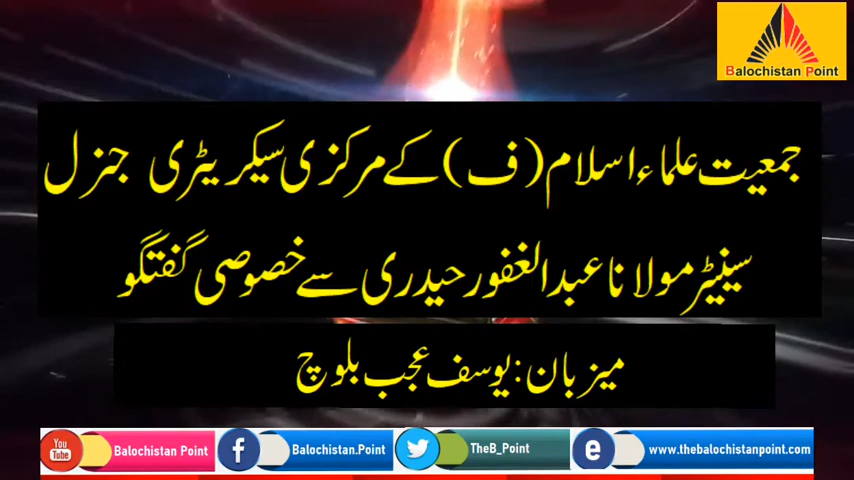 Balochistan Point
جمعیت علماء اسلام (ف) کے مرکزی سیکریٹری جنرل
سینیٹر مولانا عبدالغفور حیدری سے خصوصی گفتگو
میزبان: یوسف عجب بلوچ
You Tube Balochistan Point f Balochistan.Point TheB_Point e www.thebalochistanpoint.com